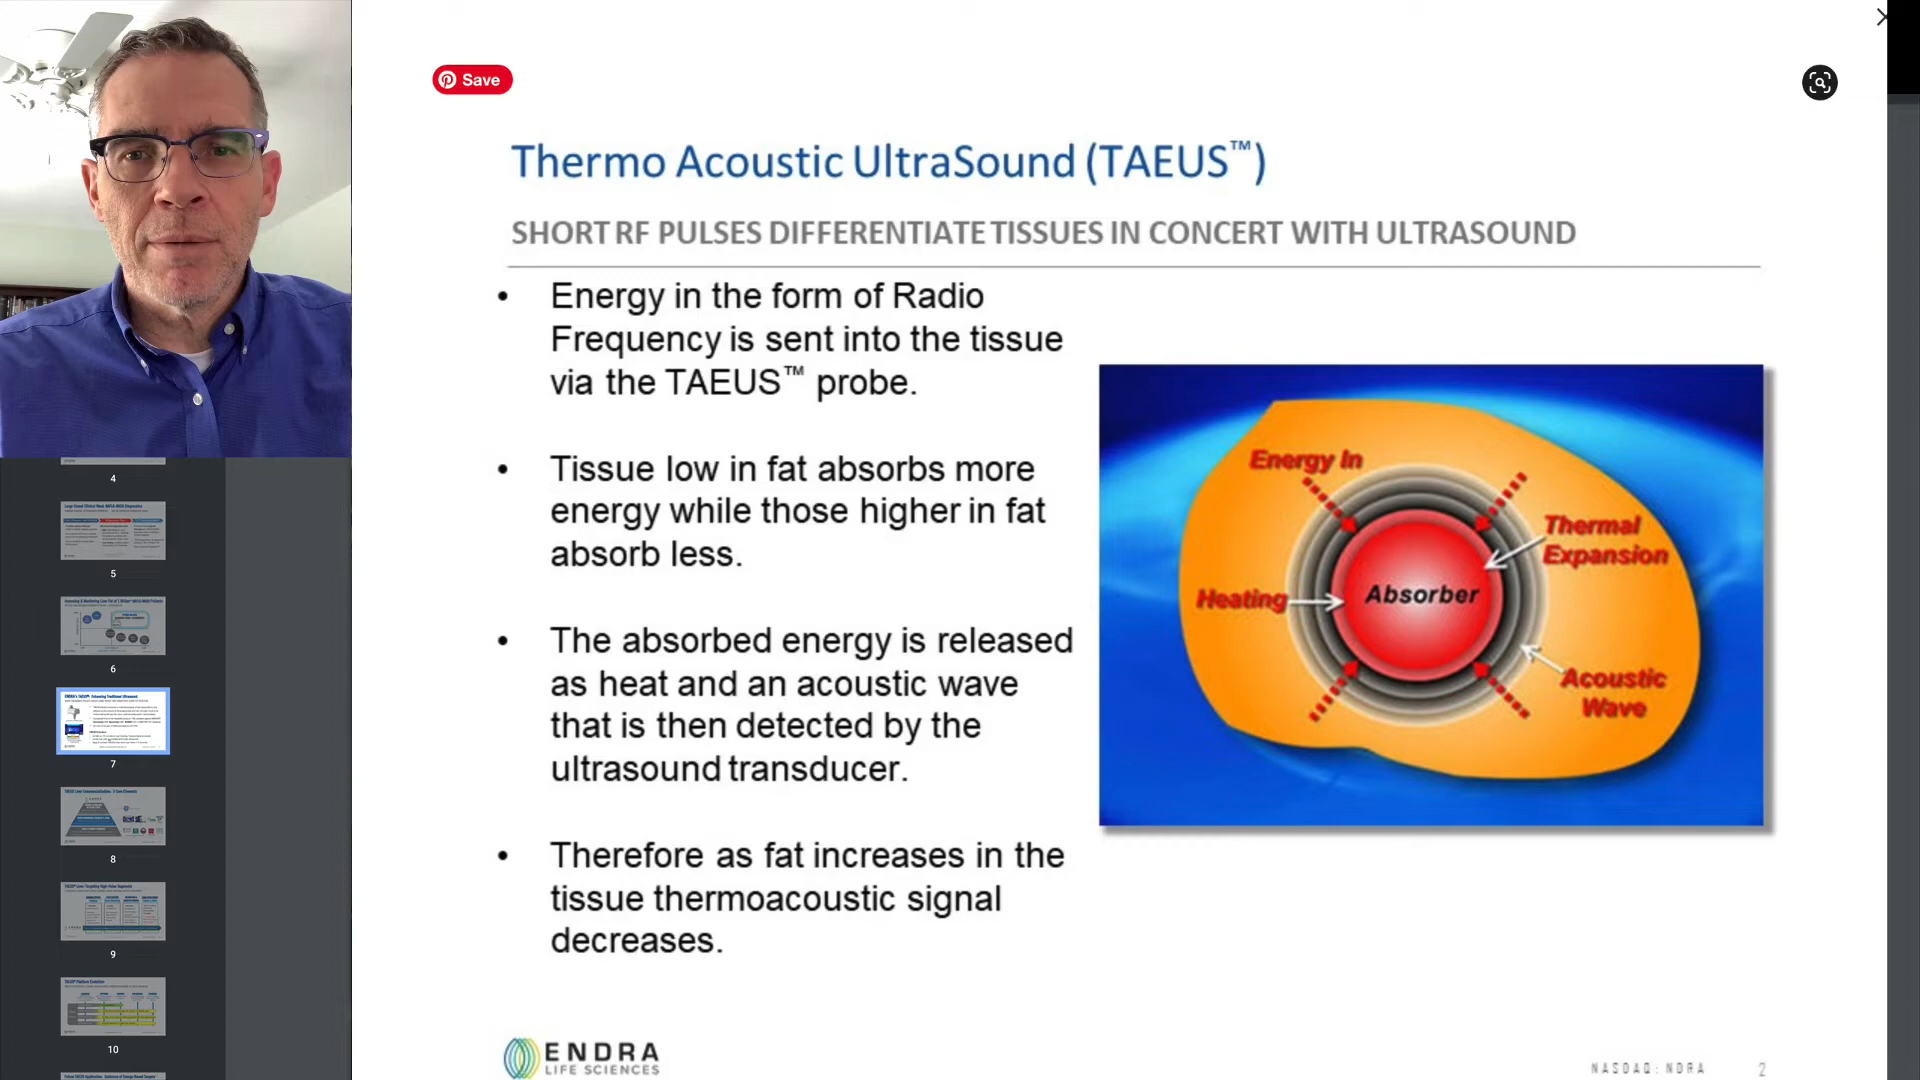 Save
Thermo Acoustic UltraSound (TAEUS™)
SHORT RF PULSES DIFFERENTIATE TISSUES IN CONCERT WITH ULTRASOUND
• Energy in the form of Radio
Frequency is sent into the tissue
via the TAEUS™ probe.
• Tissue low in fat absorbs more
energy while those higher in fat
absorb less.
• The absorbed energy is released
as heat and an acoustic wave
that is then detected by the
ultrasound transducer.
• Therefore as fat increases in the
tissue thermoacoustic signal
decreases.
Energy In
Thermal
Expansion
Absorber
Heating
Acoustic
Wave
ENDRA
LIFE SCIENCES
NASDAQ: NDRA
2
4
5
6
7
8
9
10